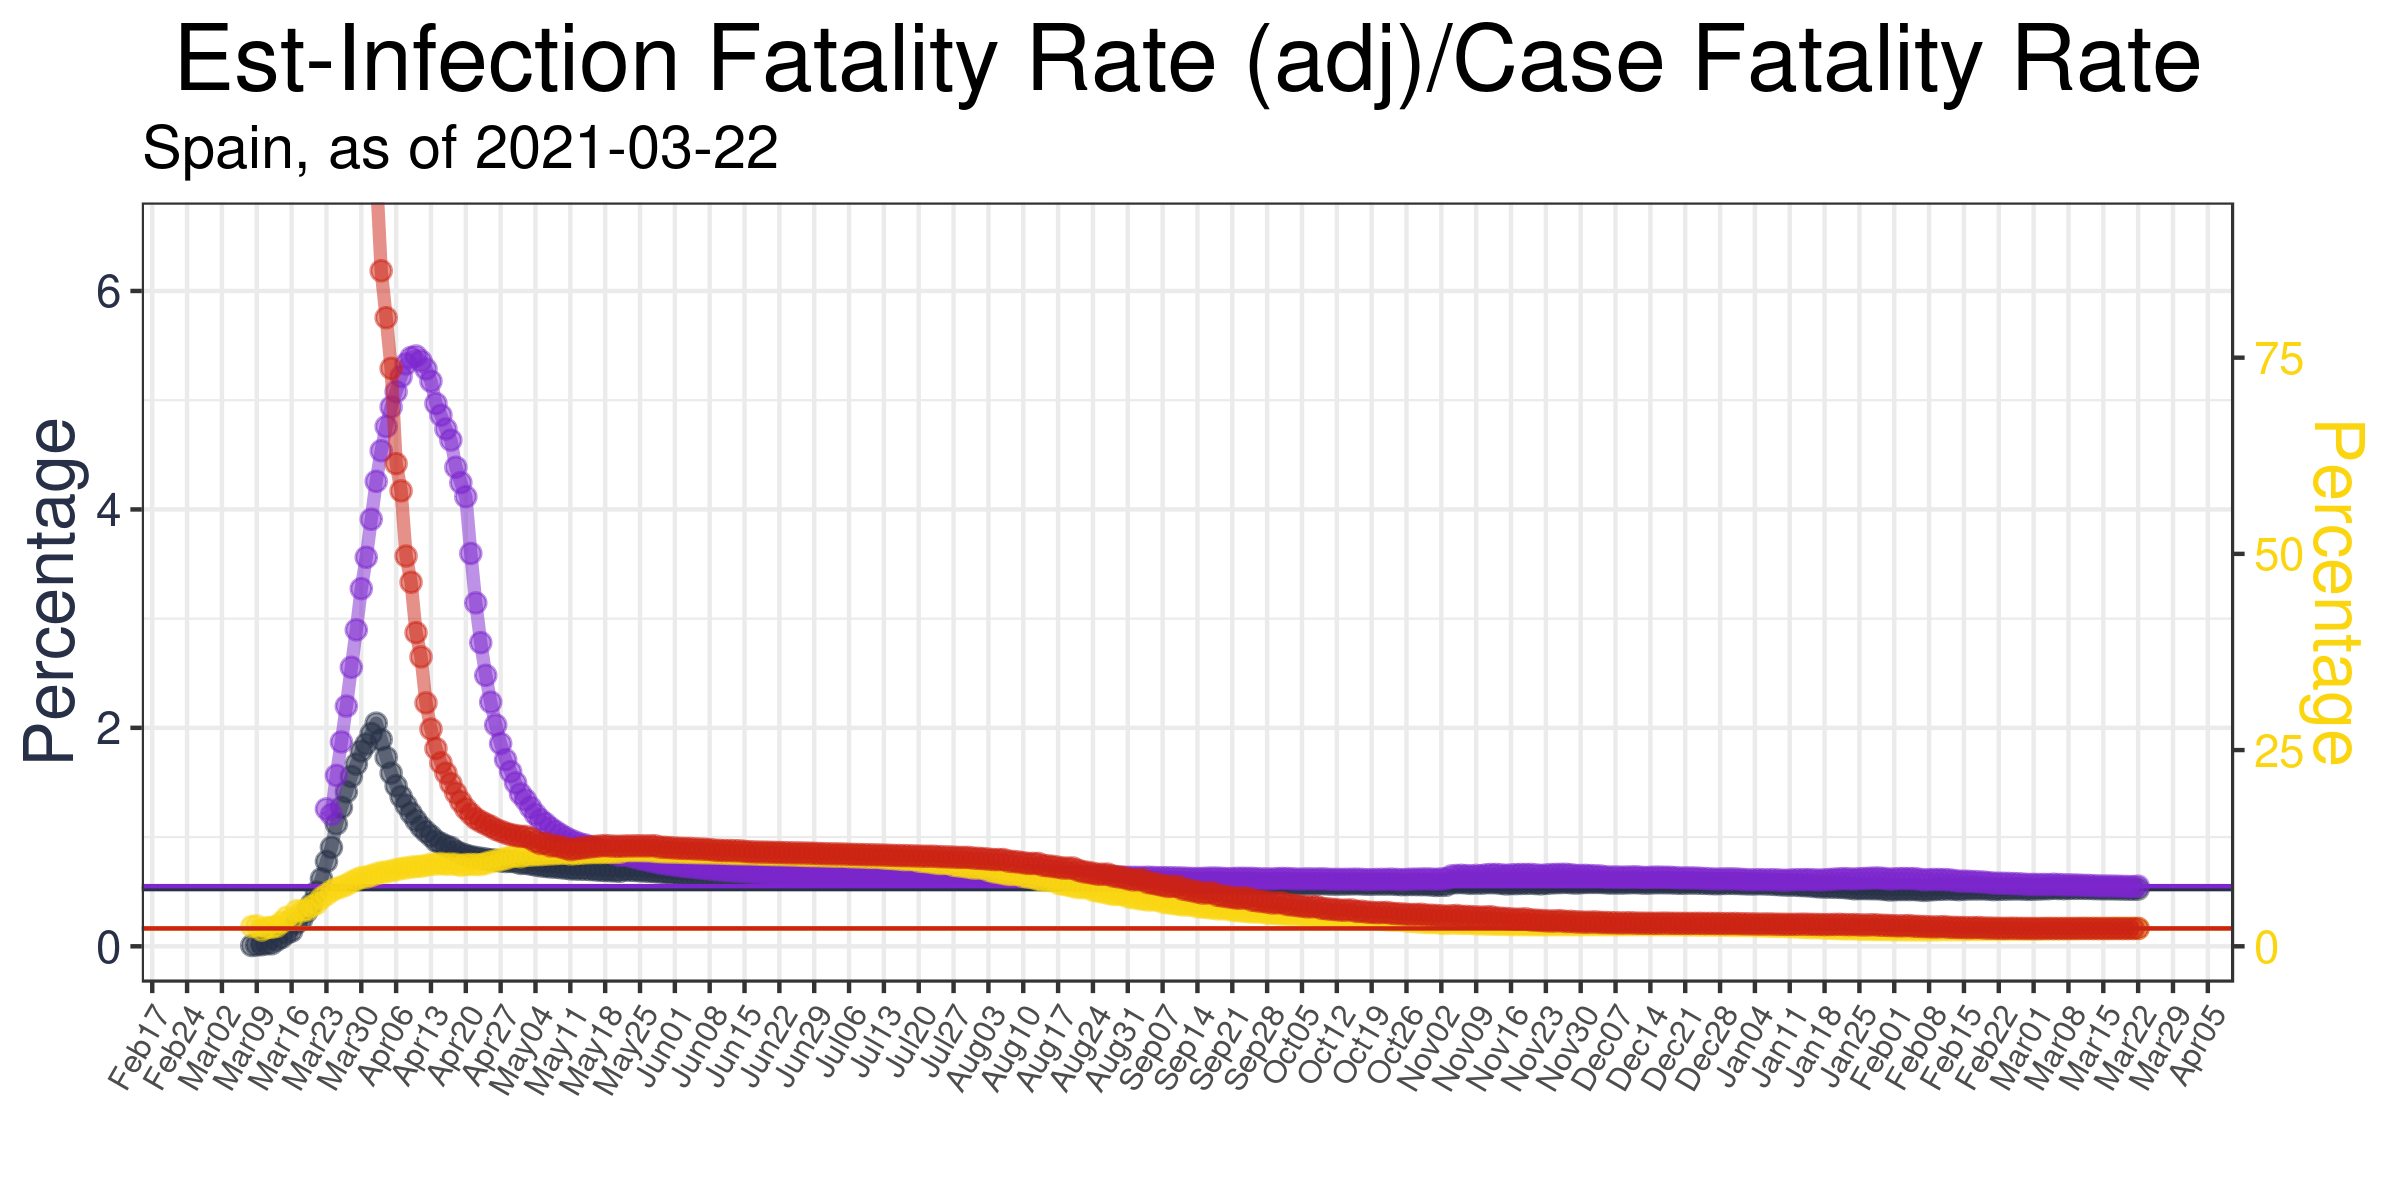 Est-Infection Fatality Rate (adj)/Case Fatality Rate
Spain, as of 2021-03-22
Percentage
6
4
2
0
75
50
25
0
Percentage
Feb17 Feb24 Mar02 Mar09 Mar16 Mar23 Mar30 Apr06 Apr13 Apr20 Apr27 May04 May11 May18 May25 Jun01 Jun08 Jun15 Jun22 Jun29 Jul06 Jul13 Jul20 Jul27 Aug03 Aug10 Aug17 Aug24 Aug31 Sep07 Sep14 Sep21 Sep28 Oct05 Oct12 Oct19 Oct26 Nov02 Nov09 Nov16 Nov23 Nov30 Dec07 Dec14 Dec21 Dec28 Jan04 Jan11 Jan18 Jan25 Feb01 Feb08 Feb15 Feb22 Mar01 Mar08 Mar15 Mar22 Mar29 Apr05